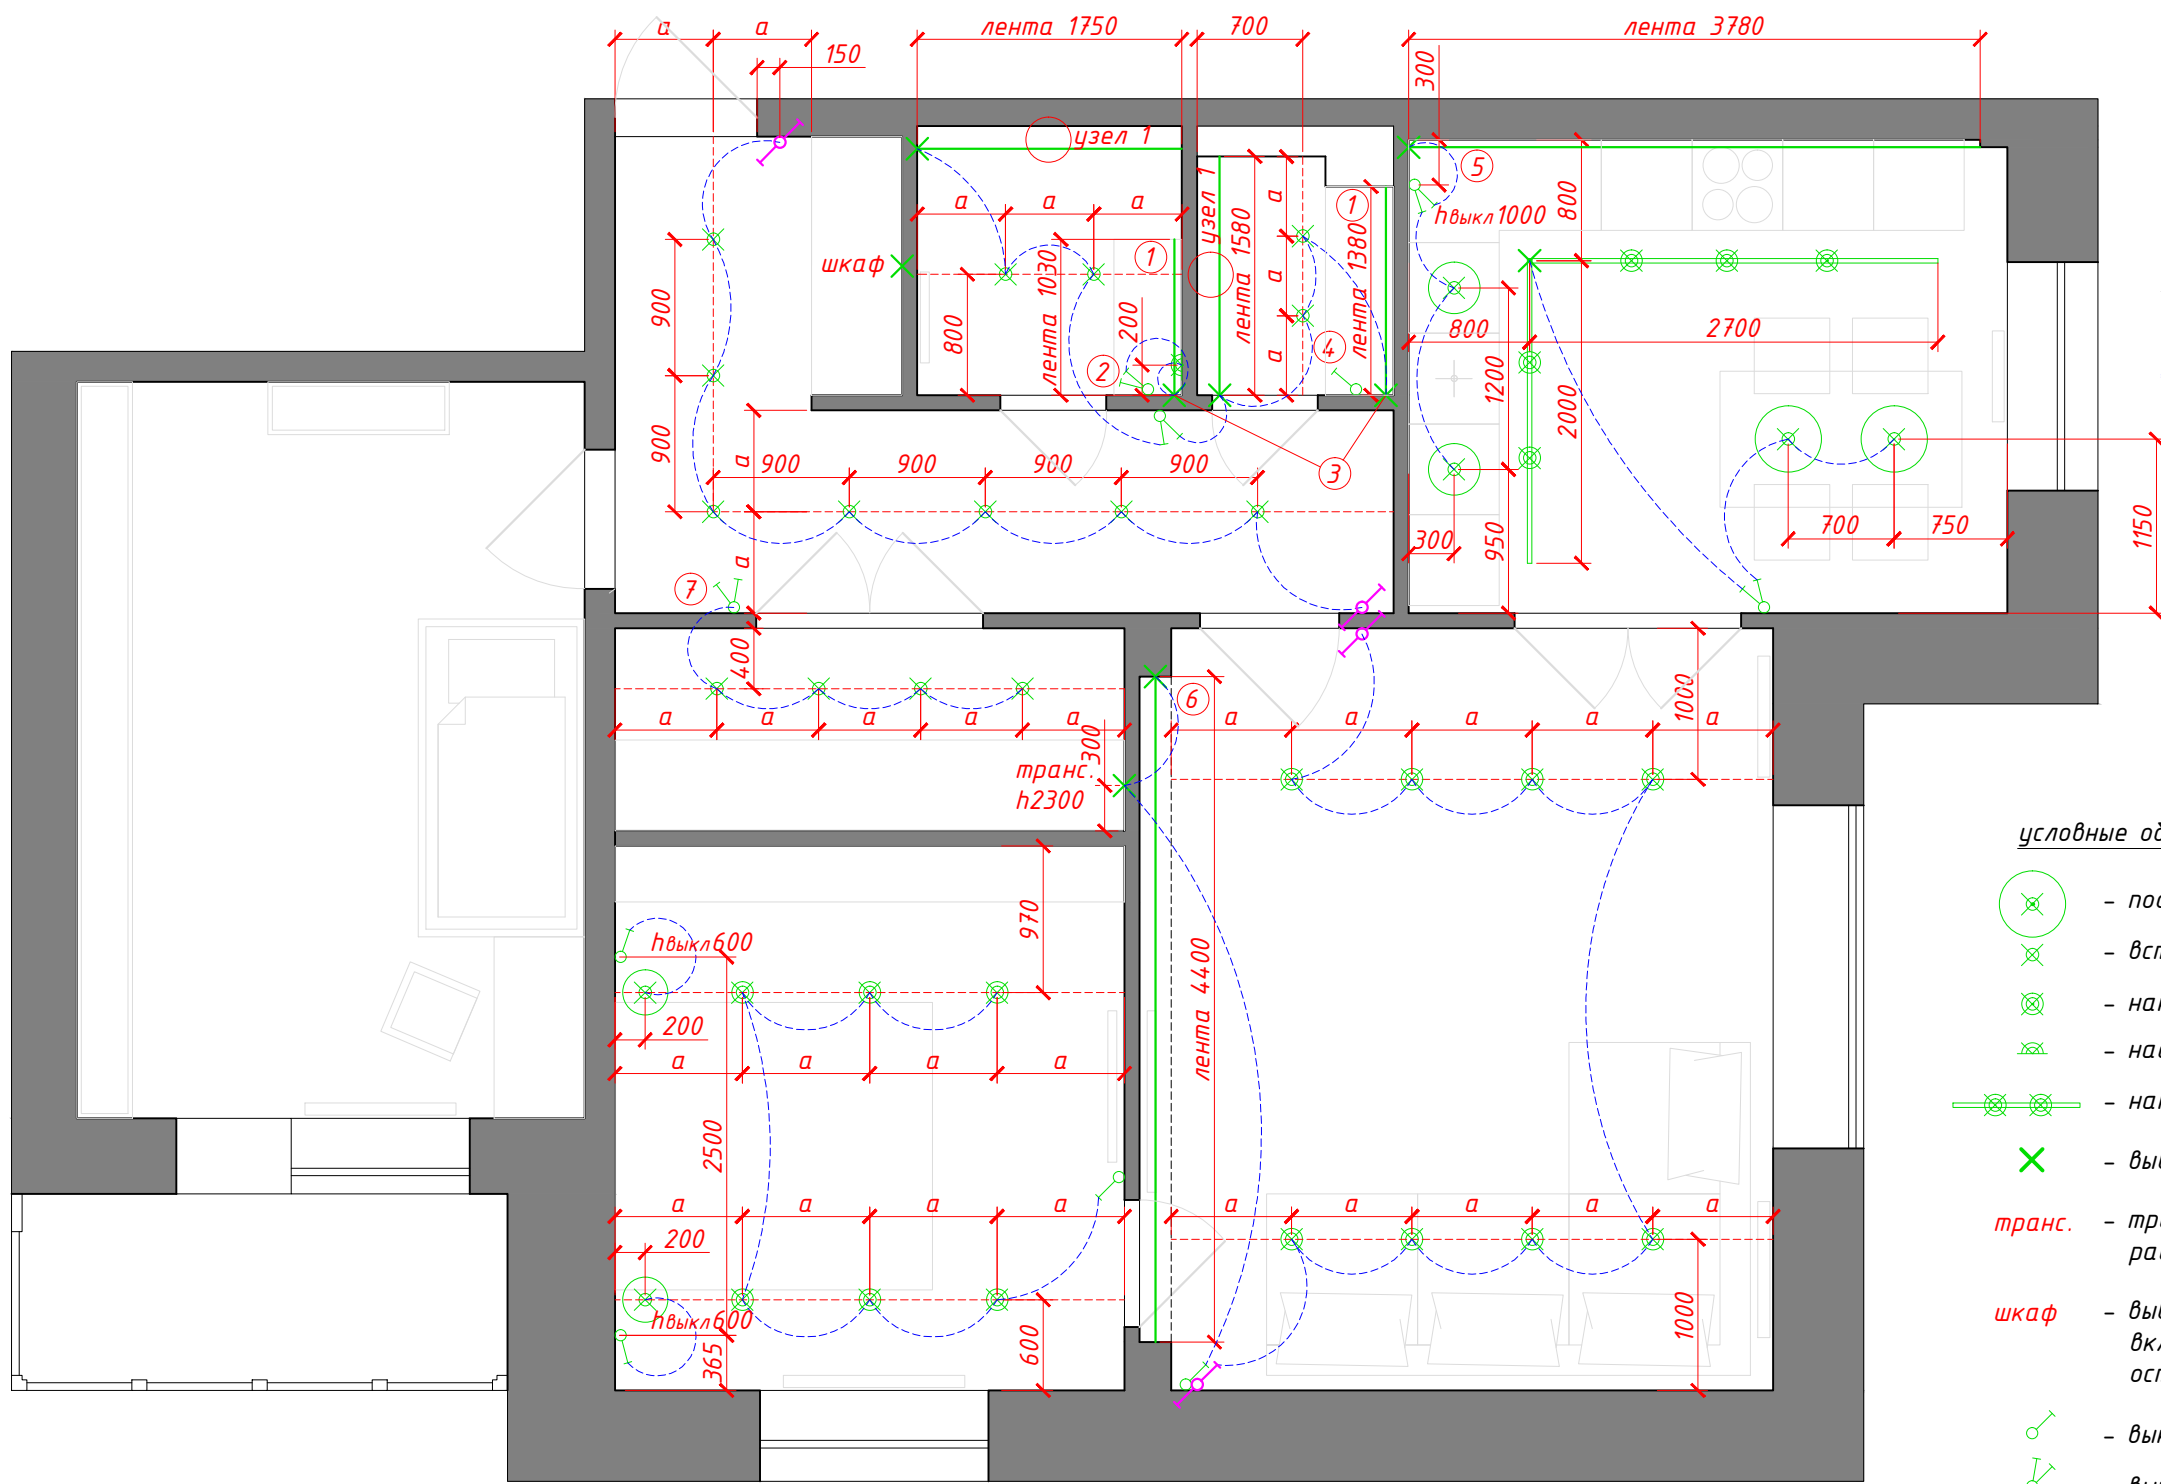 а а лента 1750 700 лента 3780
150
300
узел 1
5
1
800
hвыкл 1000
а а а
узел 1
лента 1580
а
а
а
1
лента 1380
шкаф
лента 1030
200
800
2
4
800 2700
900
900
1200
2000
3
а
900 900 900 900
а
300
950
700 750
1150
7
400
6
1000
а а а а а
300
транс.
h2300
а а а а а
970
hвыкл 600
200
а а а а
лента 4400
2500
а а а а
200
hвыкл 600
365
600
а а а а а
1000
условные
транс.
шкаф